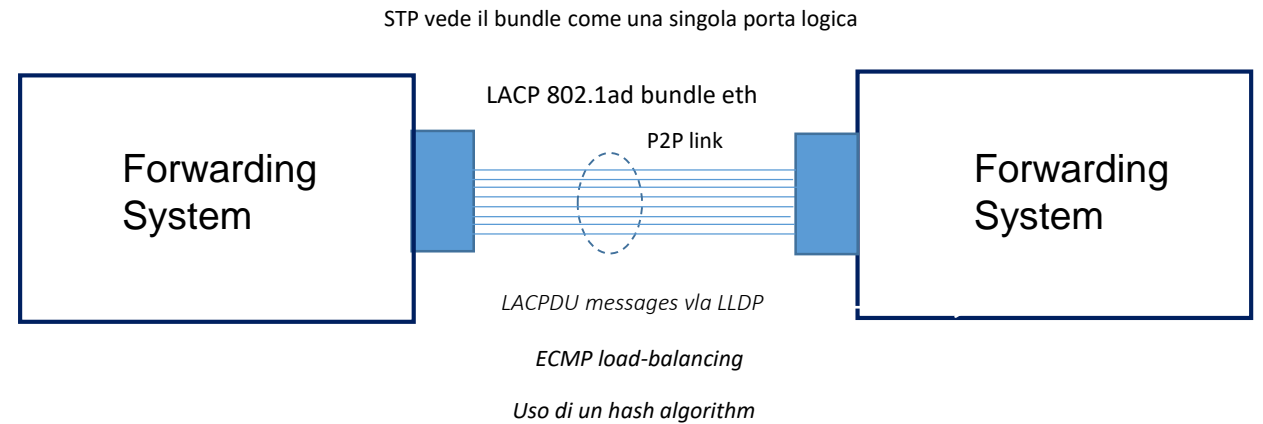 STP vede il bundle come una singola porta logica
LACP 802.1ad bundle eth
P2P link
Forwarding
System
Forwarding
System
LACPDU messages vla LLDP
ECMP load-balancing
Uso di un hash algorithm